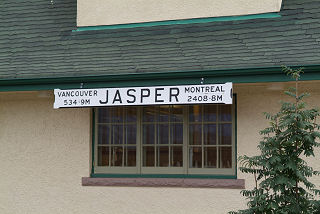 VANCOUVER JASPER MONTREAL
534·9M 2408·8M